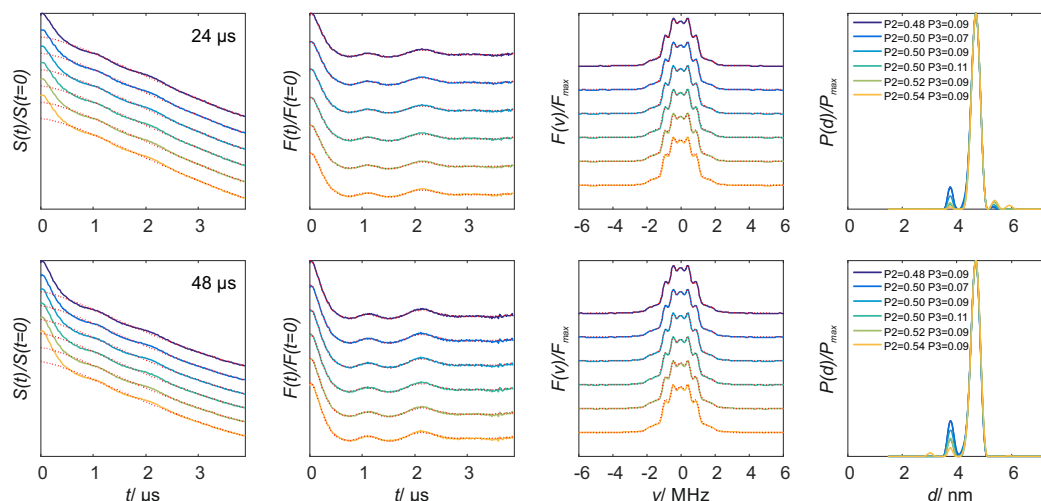 S(t)/S(t=0)
24 µs
0 1 2 3
F(t)/F(t=0)
0 1 2 3
F(ν)/Fmax
-6 -4 -2 0 2 4 6
P(d)/Pmax
P2=0.48 P3=0.09
P2=0.50 P3=0.07
P2=0.50 P3=0.09
P2=0.50 P3=0.11
P2=0.52 P3=0.09
P2=0.54 P3=0.09
0 2 4 6
S(t)/S(t=0)
48 µs
0 1 2 3
t/ µs
F(t)/F(t=0)
0 1 2 3
t/ µs
F(ν)/Fmax
-6 -4 -2 0 2 4 6
ν/ MHz
P(d)/Pmax
P2=0.48 P3=0.09
P2=0.50 P3=0.07
P2=0.50 P3=0.09
P2=0.50 P3=0.11
P2=0.52 P3=0.09
P2=0.54 P3=0.09
0 2 4 6
d/ nm